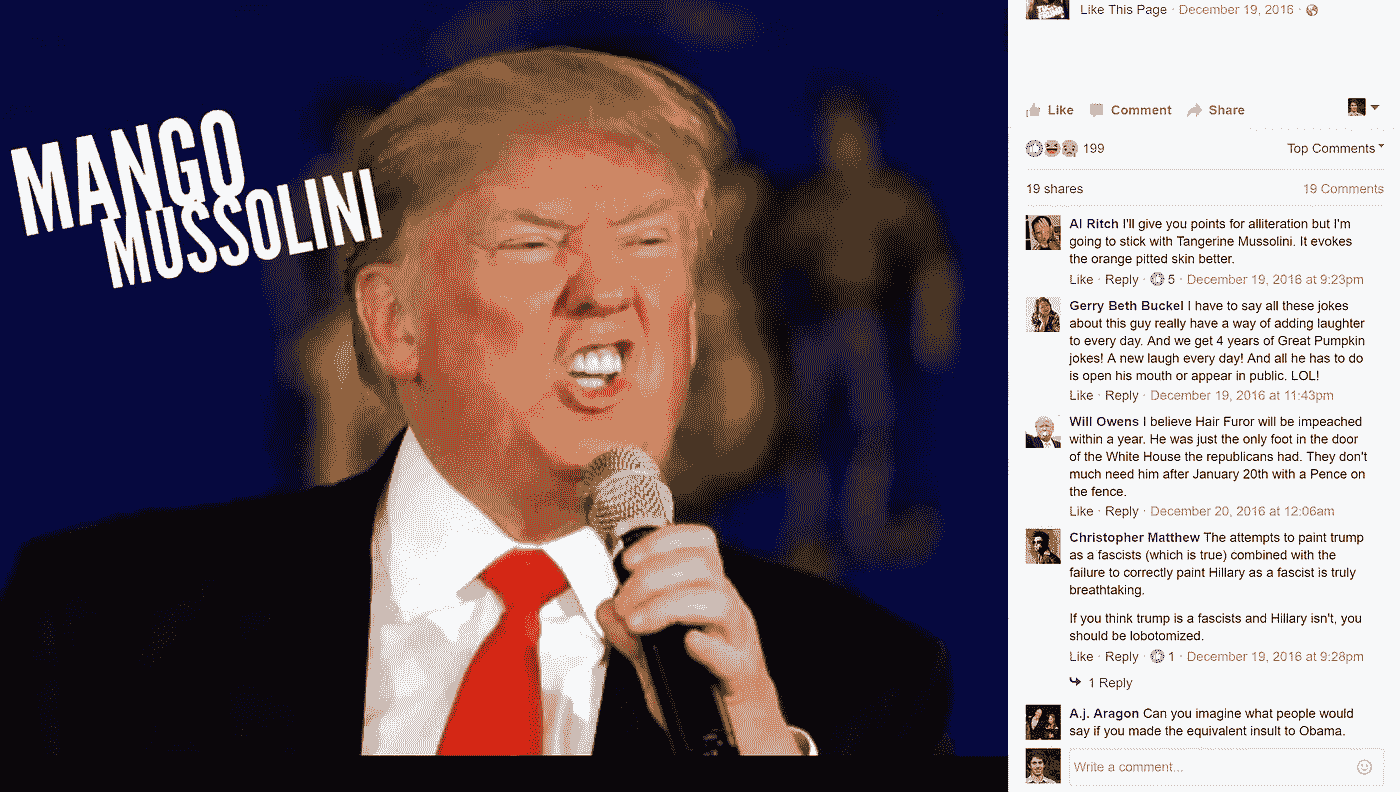 MANGO
MUSSOLINI
Like This Page · December 19, 2016 ·
Like Comment Share
199 Top Comments
19 shares 19 Comments
Al Ritch I'll give you points for alliteration but I'm
going to stick with Tangerine Mussolini. It evokes
the orange pitted skin better.
Like · Reply · 5 · December 19, 2016 at 9:23pm
Gerry Beth Buckel I have to say all these jokes
about this guy really have a way of adding laughter
to every day. And we get 4 years of Great Pumpkin
jokes! A new laugh every day! And all he has to do
is open his mouth or appear in public. LOL!
Like · Reply · December 19, 2016 at 11:43pm
Will Owens I believe Hair Furor will be impeached
within a year. He was just the only foot in the door
of the White House the republicans had. They don't
much need him after January 20th with a Pence on
the fence.
Like · Reply · December 20, 2016 at 12:06am
Christopher Matthew The attempts to paint trump
as a fascists (which is true) combined with the
failure to correctly paint Hillary as a fascist is truly
breathtaking.
If you think trump is a fascists and Hillary isn't, you
should be lobotomized.
Like · Reply · 1 · December 19, 2016 at 9:28pm
1 Reply
A.j. Aragon Can you imagine what people would
say if you made the equivalent insult to Obama.
Write a comment...